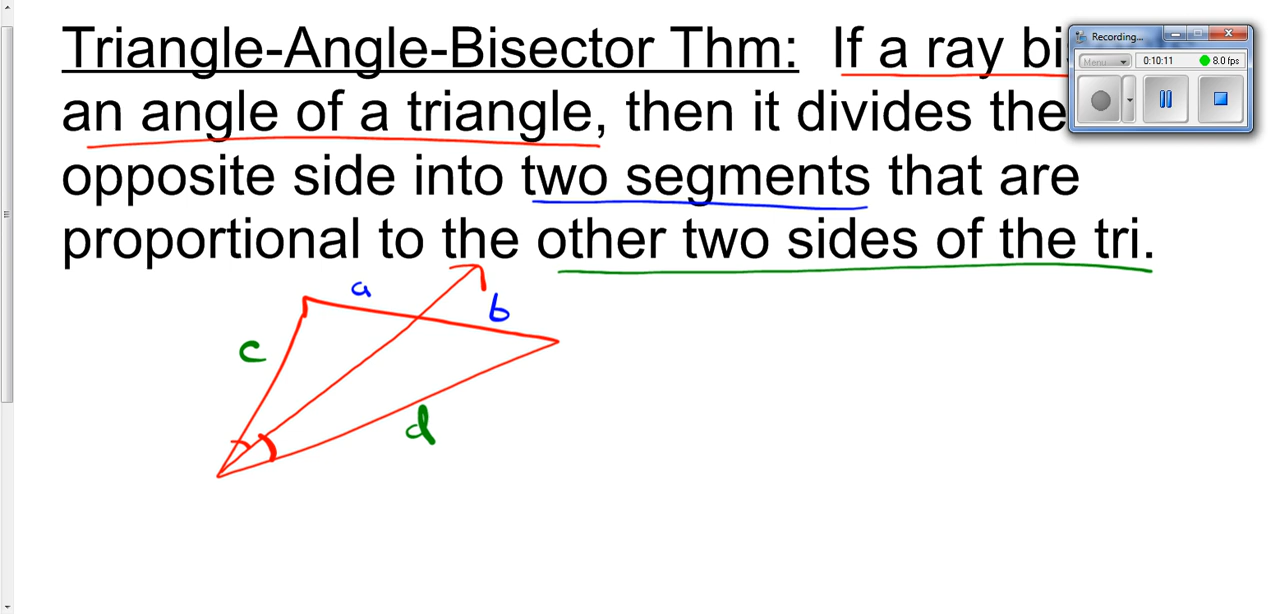 Triangle-Angle-Bisector Thm: If a ray
an angle of a triangle, then it divides the
opposite side into two segments that are
proportional to the other two sides of the tri.
Recording...
Menu
0:10:11
8.0 fps
a
b
c
d